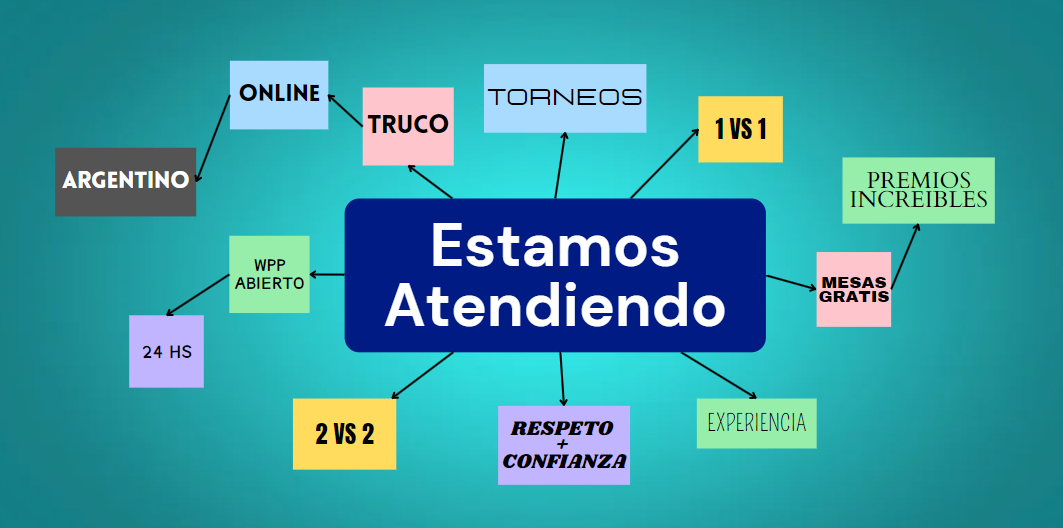 ONLINE
TORNEOS
TRUCO
1 VS 1
ARGENTINO
PREMIOS
INCREIBLES
Estamos
Atendiendo
WPP
ABIERTO
MESAS
GRATIS
24 HS
2 VS 2
RESPETO
+
CONFIANZA
EXPERIENCIA